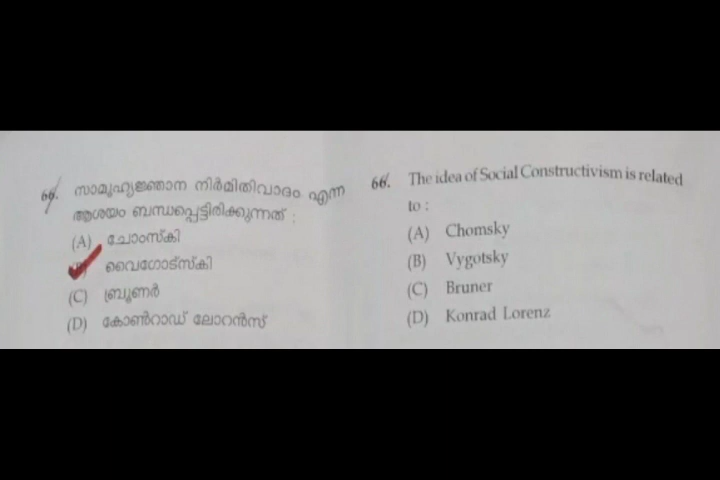 66. സാമൂഹ്യജ്ഞാന നിർമിതിവാദം എന്ന
ആശയം ബന്ധപ്പെട്ടിരിക്കുന്നത് :
(A) ചോംസ്കി
വൈഗോട്സ്കി
(C) ബ്രൂണർ
(D) കോൺറാഡ് ലോറൻസ്
66. The idea of Social Constructivism is related
to :
(A) Chomsky
(B) Vygotsky
(C) Bruner
(D) Konrad Lorenz